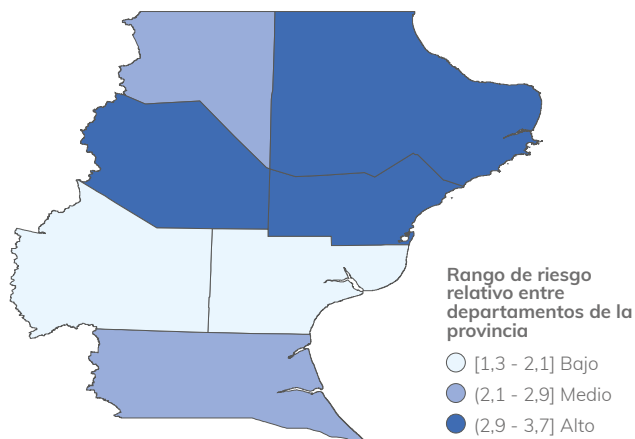 Rango de riesgo
relativo entre
departamentos de la
provincia
[1,3 - 2,1] Bajo
(2,1 - 2,9] Medio
(2,9 - 3,7] Alto